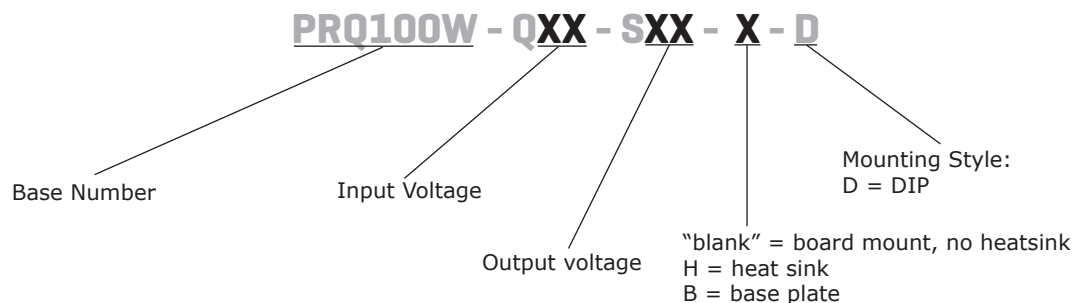 PRQ100W - QXX - SXX - X - D
Base Number
Input Voltage
Output voltage
"blank" = board mount, no heatsink
H = heat sink
B = base plate
Mounting Style:
D = DIP